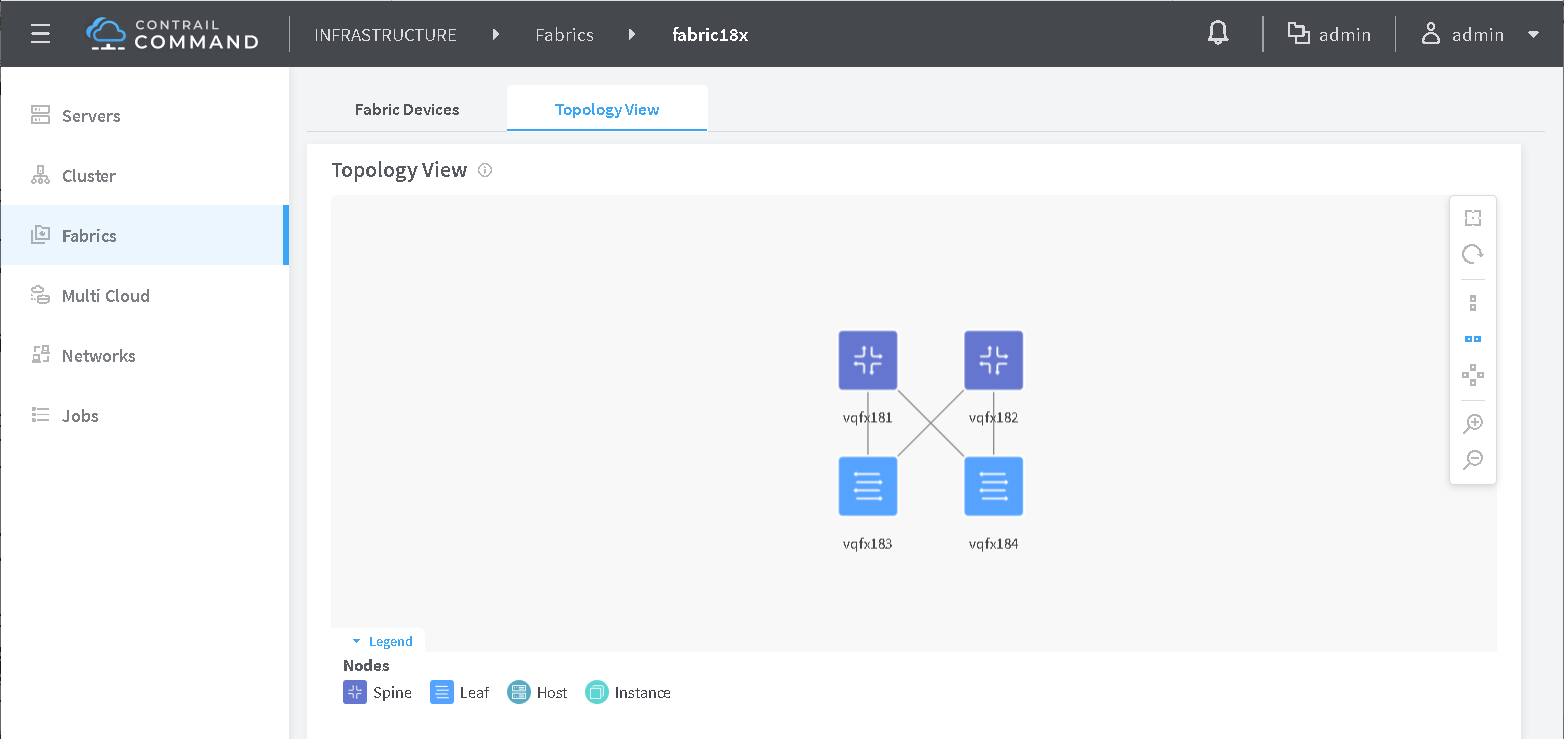 CONTRAIL
COMMAND
INFRASTRUCTURE Fabrics fabric18x admin admin
Servers
Cluster
Fabrics
Multi Cloud
Networks
Jobs
Fabric Devices Topology View
Topology View
vqfx181 vqfx182
vqfx183 vqfx184
Legend
Nodes
Spine Leaf Host Instance